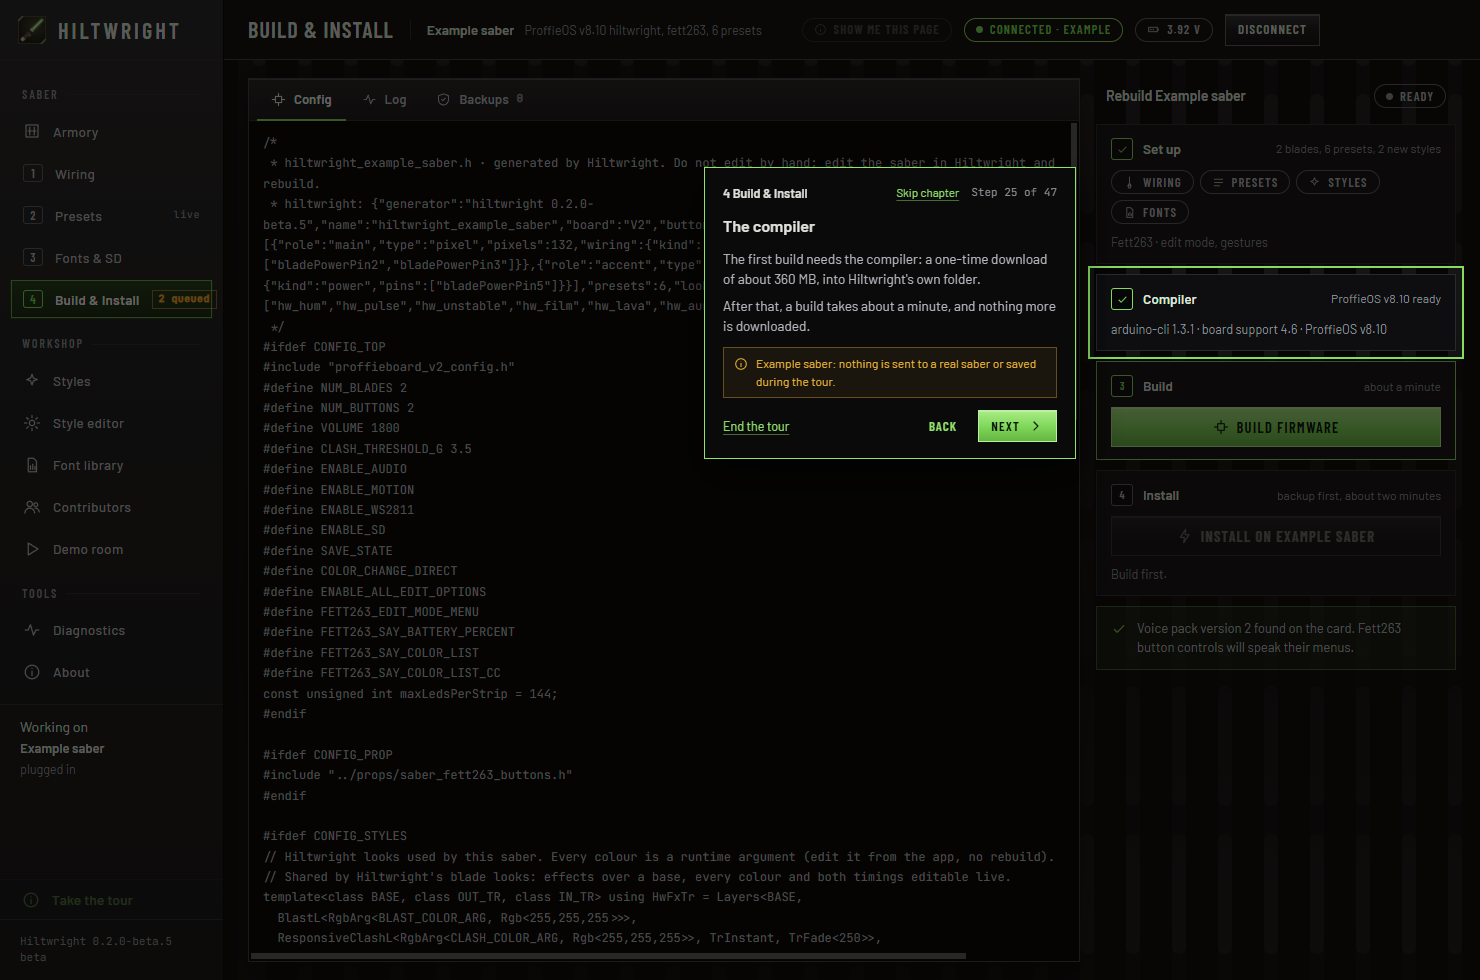 HILTWRIGHT
BUILD & INSTALL
Example saber ProffieOS v8.10 hiltwright, fett263, 6 presets
SHOW ME THIS PAGE
CONNECTED · EXAMPLE
3.92 V
DISCONNECT
SABER
Armory
1 Wiring
2 Presets live
3 Fonts & SD
4 Build & Install 2 queued
WORKSHOP
Styles
Style editor
Font library
Contributors
Demo room
TOOLS
Diagnostics
About
Working on
Example saber
plugged in
Take the tour
Hiltwright 0.2.0-beta.5
beta
Config Log Backups 0
/*
* hiltwright_example_saber.h - generated by Hiltwright. Do not edit by hand: edit the saber in Hiltwright and
rebuild.
* hiltwright: {"generator":"hiltwright 0.2.0-
beta.5","name":"hiltwright_example_saber","board":"V2","button
[{"role":"main","type":"pixel","pixels":132,"wiring":{"kind":
["bladePowerPin2","bladePowerPin3"]}},{"role":"accent","type"
{"kind":"power","pins":["bladePowerPin5"]}}],"presets":6,"loo
["hw_hum","hw_pulse","hw_unstable","hw_film","hw_lava","hw_au
*/
#ifdef CONFIG_TOP
#include "proffieboard_v2_config.h"
#define NUM_BLADES 2
#define NUM_BUTTONS 2
#define VOLUME 1800
#define CLASH_THRESHOLD_G 3.5
#define ENABLE_AUDIO
#define ENABLE_MOTION
#define ENABLE_WS2811
#define ENABLE_SD
#define SAVE_STATE
#define COLOR_CHANGE_DIRECT
#define ENABLE_ALL_EDIT_OPTIONS
#define FETT263_EDIT_MODE_MENU
#define FETT263_SAY_BATTERY_PERCENT
#define FETT263_SAY_COLOR_LIST
#define FETT263_SAY_COLOR_LIST_CC
const unsigned int maxLedsPerStrip = 144;
#endif
#ifdef CONFIG_PROP
#include "../props/saber_fett263_buttons.h"
#endif
#ifdef CONFIG_STYLES
// Hiltwright looks used by this saber. Every colour is a runtime argument (edit it from the app, no rebuild).
// Shared by Hiltwright's blade looks: effects over a base, every colour and both timings editable live.
template<class BASE, class OUT_TR, class IN_TR> using HwFxTr = Layers<BASE,
BlastL<RgbArg<BLAST_COLOR_ARG, Rgb<255,255,255>>>,
ResponsiveClashL<RgbArg<CLASH_COLOR_ARG, Rgb<255,255,255>>, TrInstant, TrFade<250>>,
4 Build & Install Skip chapter Step 25 of 47
The compiler
The first build needs the compiler: a one-time download
of about 360 MB, into Hiltwright's own folder.
After that, a build takes about a minute, and nothing more
is downloaded.
Example saber: nothing is sent to a real saber or saved
during the tour.
End the tour BACK NEXT
Rebuild Example saber READY
Set up 2 blades, 6 presets, 2 new styles
WIRING PRESETS STYLES
FONTS
Fett263 · edit mode, gestures
Compiler ProffieOS v8.10 ready
arduino-cli 1.3.1 · board support 4.6 · ProffieOS v8.10
3 Build about a minute
BUILD FIRMWARE
4 Install backup first, about two minutes
INSTALL ON EXAMPLE SABER
Build first.
Voice pack version 2 found on the card. Fett263
button controls will speak their menus.